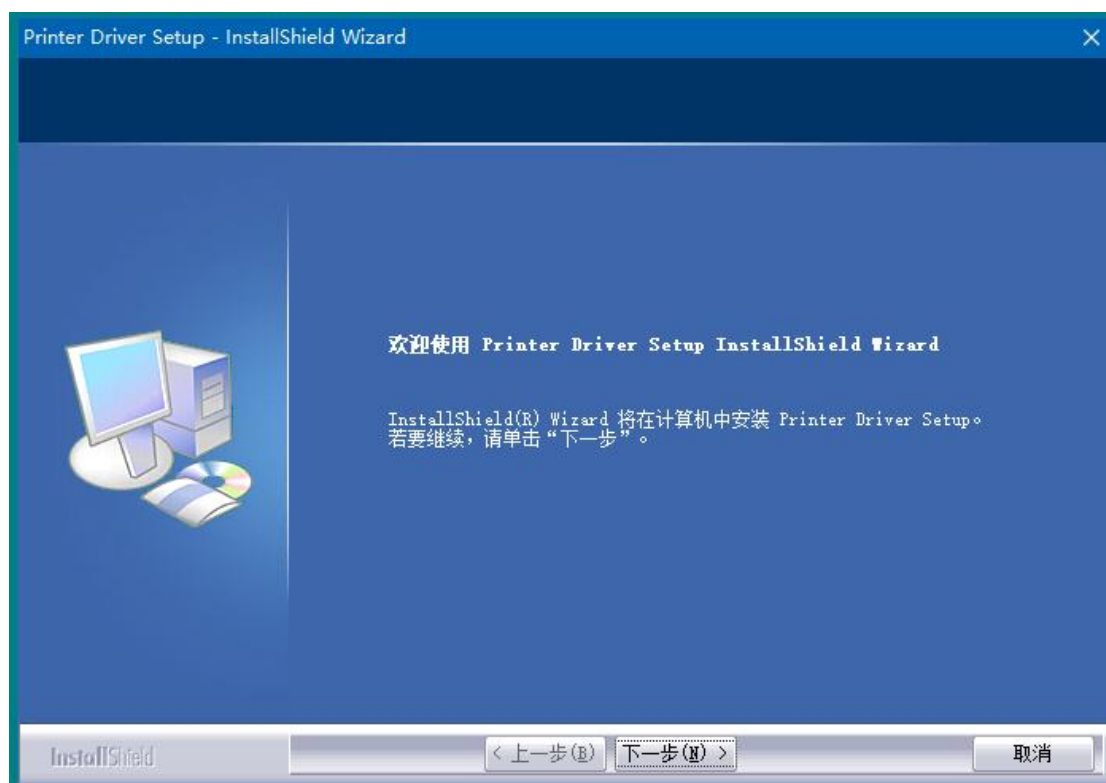 Printer Driver Setup - InstallShield Wizard
欢迎使用 Printer Driver Setup InstallShield Wizard
InstallShield(R) Wizard 将在计算机中安装 Printer Driver Setup。
若要继续，请单击“下一步”。
InstallShield
< 上一步(B)
下一步(N) >
取消